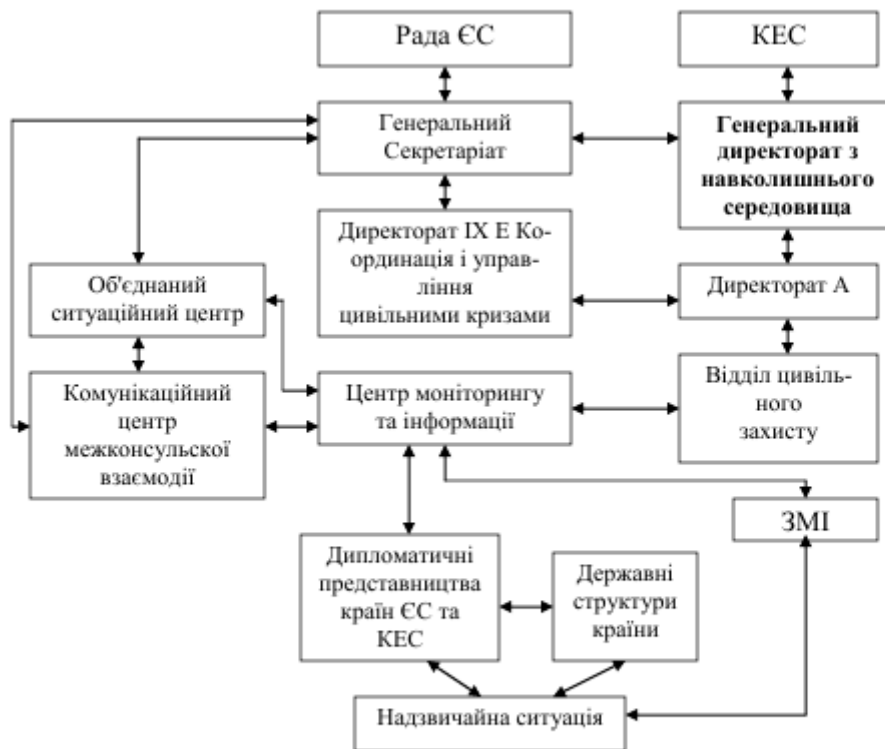 Рада ЄС
КЕС
Генеральний
Секретаріат
Генеральний
директорат з
навколишнього
середовища
Директорат IX Е Ко-
ординація і управ-
ління
цивільними кризами
Директорат А
Об'єднаний
ситуаційний центр
Комунікаційний
центр
межконсульскої
взаємодії
Центр моніторингу
та інформації
Відділ цивіль-
ного
захисту
ЗМІ
Дипломатичні
представництва
країн ЄС та
КЕС
Державні
структури
країни
Надзвичайна ситуація